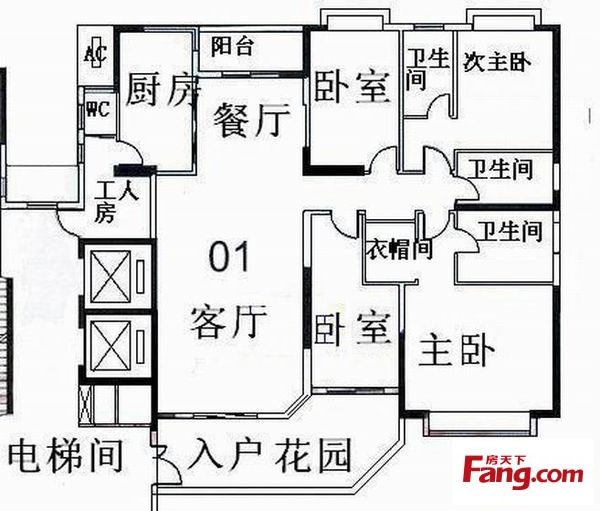 AC
阳台
厨房
WC
餐厅
卧室
卫生
间
次主卧
卫生间
工人
房
01
客厅
衣帽间
卫生间
卧室
主卧
电梯间
入户花园
房天下
Fang.com